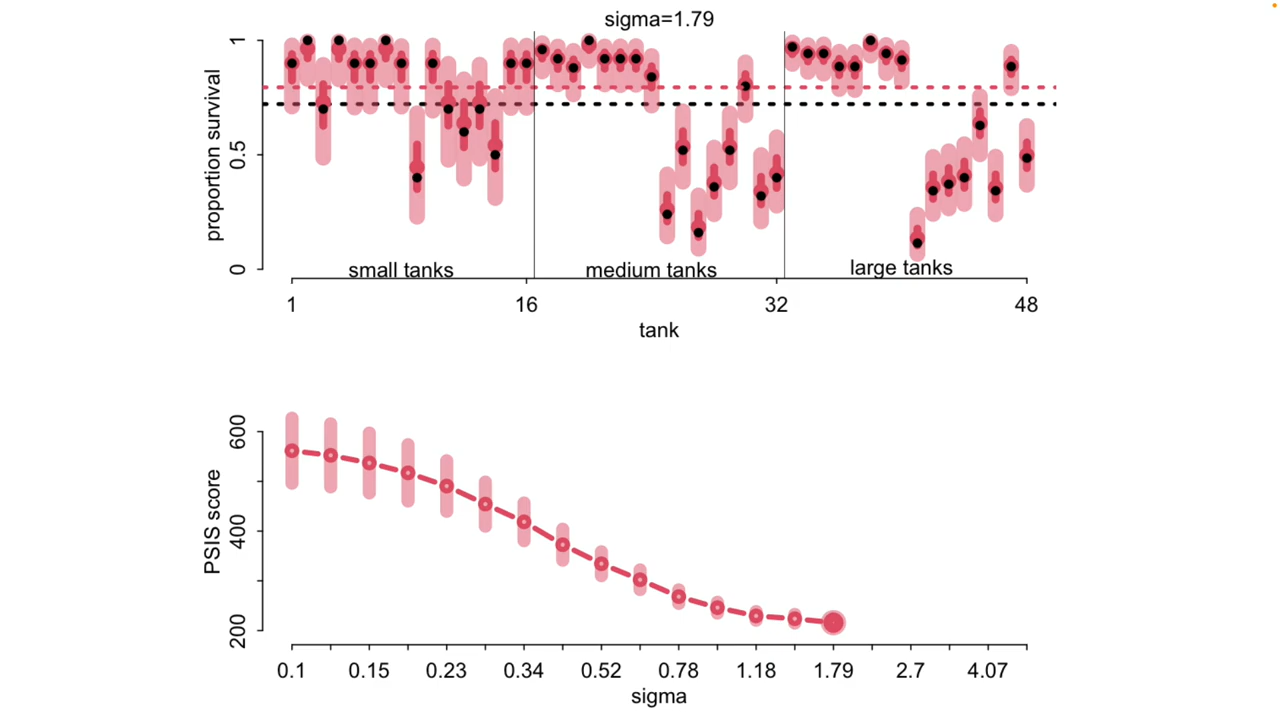 sigma=1.79
1
0.5
0
proportion survival
small tanks
medium tanks
large tanks
1
16
32
48
tank
600
400
200
PSIS score
0.1
0.15
0.23
0.34
0.52
0.78
1.18
1.79
2.7
4.07
sigma